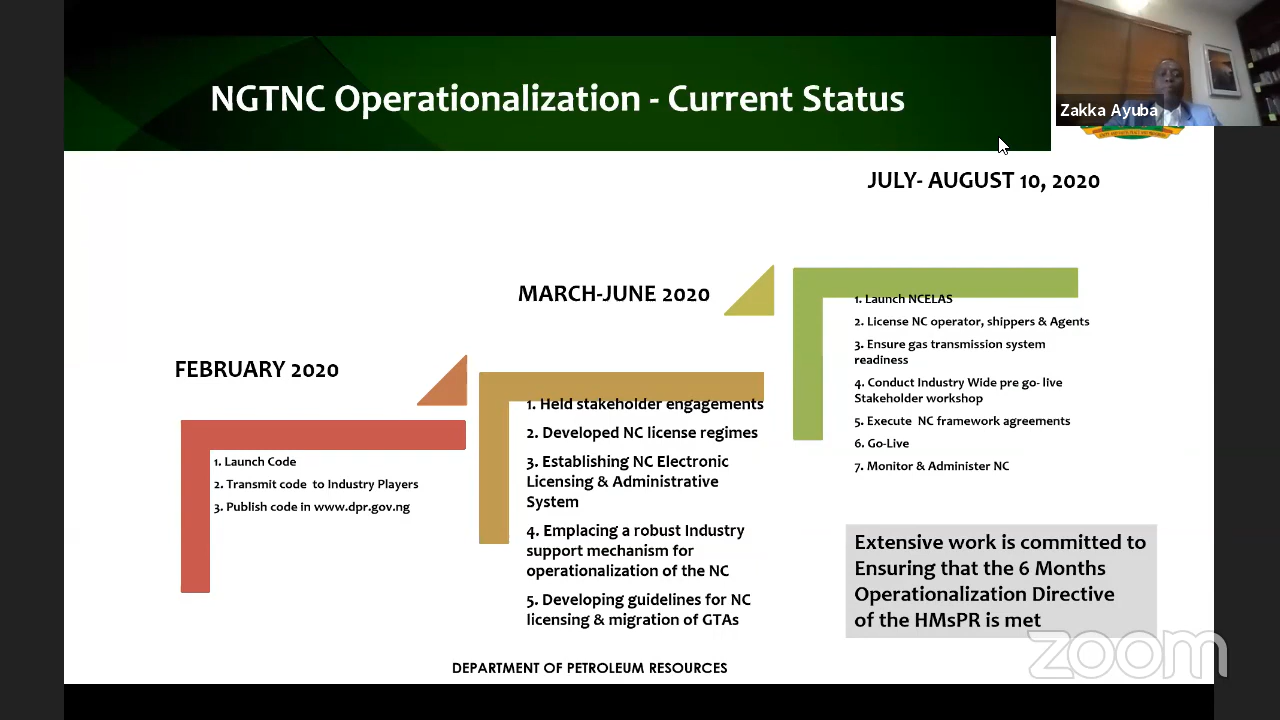 NGTNC Operationalization - Current Status
Zakka Ayuba
JULY- AUGUST 10, 2020
MARCH-JUNE 2020
FEBRUARY 2020
1. Launch Code
2. Transmit code to Industry Players
3. Publish code in www.dpr.gov.ng
1. Held stakeholder engagements
2. Developed NC license regimes
3. Establishing NC Electronic
Licensing & Administrative
System
4. Emplacing a robust Industry
support mechanism for
operationalization of the NC
5. Developing guidelines for NC
licensing & migration of GTAs
1. Launch NCELAS
2. License NC operator, shippers & Agents
3. Ensure gas transmission system
readiness
4. Conduct Industry Wide pre go- live
Stakeholder workshop
5. Execute NC framework agreements
6. Go-Live
7. Monitor & Administer NC
Extensive work is committed to
Ensuring that the 6 Months
Operationalization Directive
of the HMsPR is met
DEPARTMENT OF PETROLEUM RESOURCES
zoom